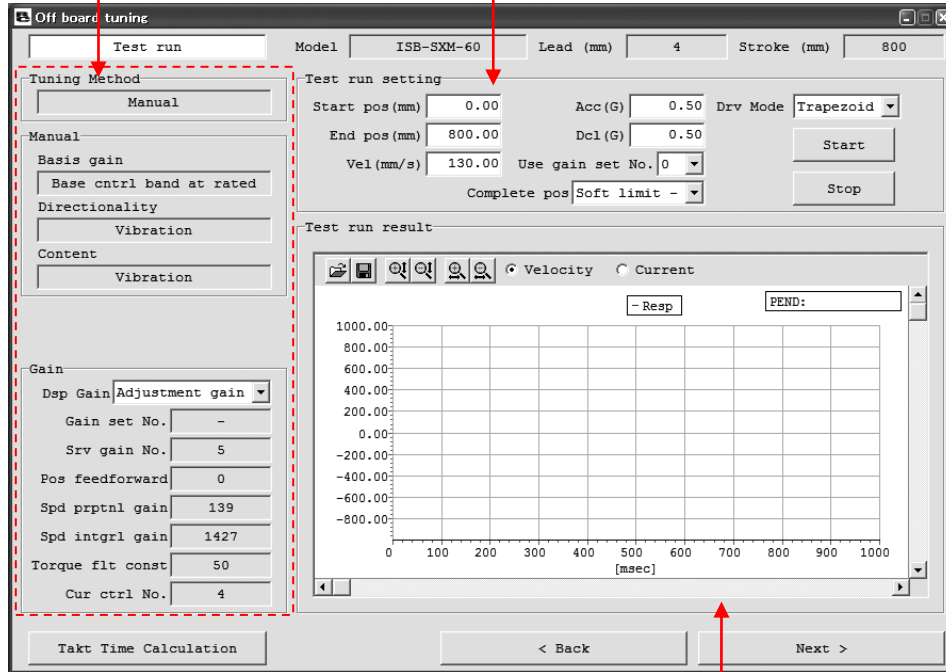 Off board tuning
Test run
Model ISB-SXM-60 Lead (mm) 4 Stroke (mm) 800
Tuning Method
Manual
Manual
Basis gain
Base cntrl band at rated
Directionality
Vibration
Content
Vibration
Gain
Dsp Gain Adjustment gain
Gain set No. -
Srv gain No. 5
Pos feedforward 0
Spd prptnl gain 139
Spd intgrl gain 1427
Torque flt const 50
Cur ctrl No. 4
Test run setting
Start pos(mm) 0.00 Acc(G) 0.50 Drv Mode Trapezoid
End pos(mm) 800.00 Dcl(G) 0.50 Start
Vel(mm/s) 130.00 Use gain set No. 0
Complete pos Soft limit - Stop
Test run result
Velocity Current
- Resp PEND:
1000.00
800.00
600.00
400.00
200.00
0.00
-200.00
-400.00
-600.00
-800.00
0 100 200 300 400 500 600 700 800 900 1000
[msec]
Takt Time Calculation < Back Next >